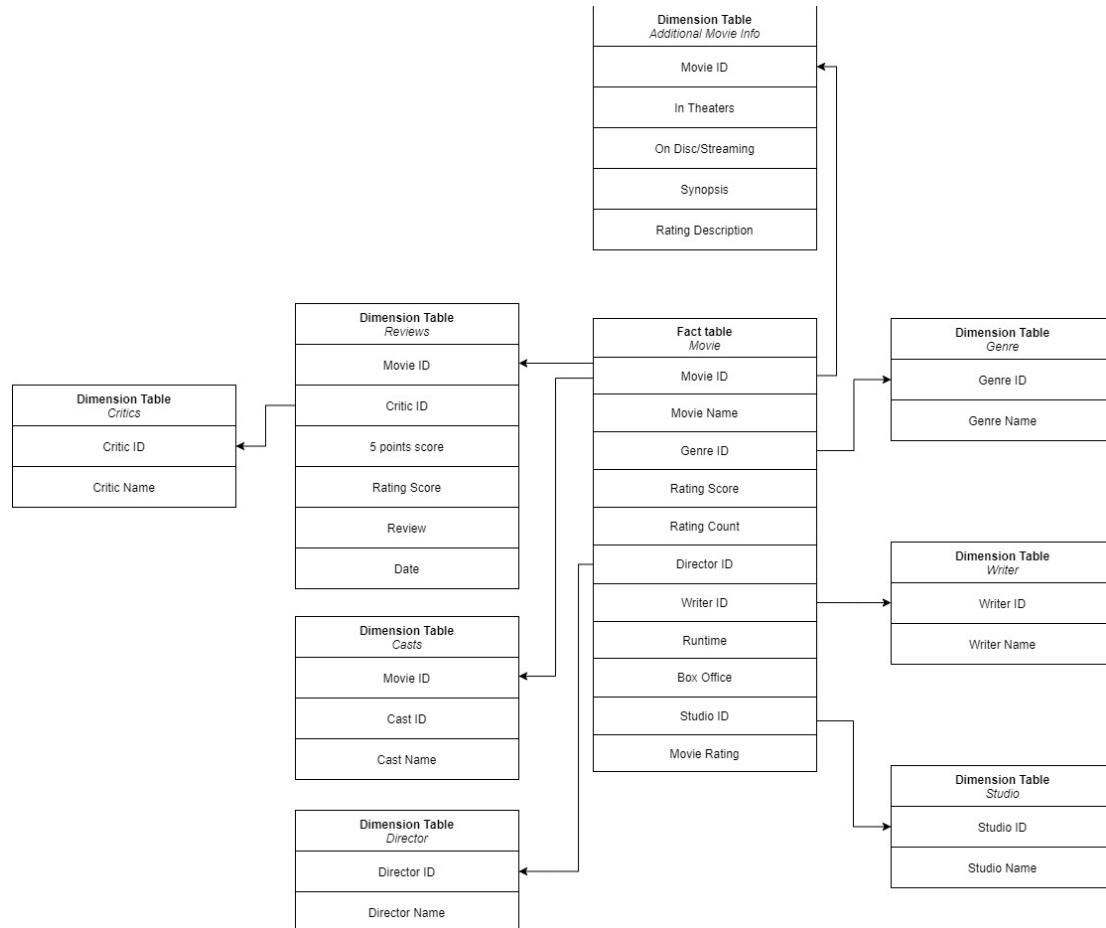 Dimension Table
Additional Movie Info
Movie ID
In Theaters
On Disc/Streaming
Synopsis
Rating Description
Dimension Table
Reviews
Movie ID
Critic ID
5 points score
Rating Score
Review
Date
Dimension Table
Critics
Critic ID
Critic Name
Fact table
Movie
Movie ID
Movie Name
Genre ID
Rating Score
Rating Count
Director ID
Writer ID
Runtime
Box Office
Studio ID
Movie Rating
Dimension Table
Genre
Genre ID
Genre Name
Dimension Table
Writer
Writer ID
Writer Name
Dimension Table
Casts
Movie ID
Cast ID
Cast Name
Dimension Table
Studio
Studio ID
Studio Name
Dimension Table
Director
Director ID
Director Name